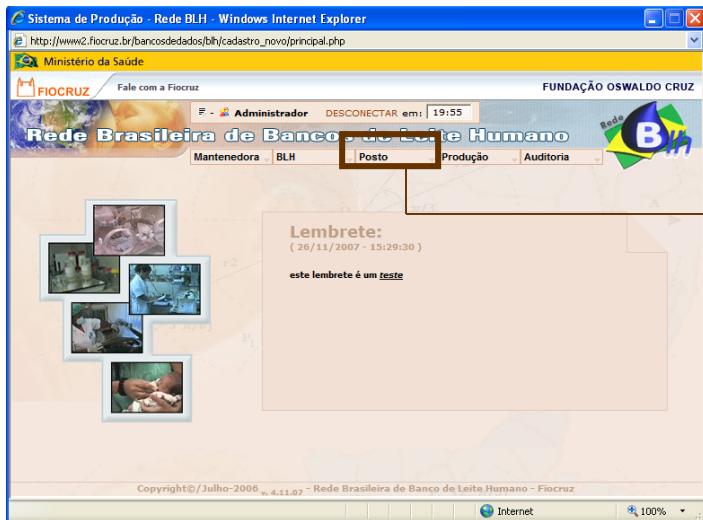 Sistema de Produção - Rede BLH - Windows Internet Explorer
http://www2.fiocruz.br/bancosdedados/blh/cadastro_novo/principal.php
Ministério da Saúde
FIOCRUZ Fale com a Fiocruz FUNDAÇÃO OSWALDO CRUZ
- Administrador DESCONECTAR em: 19:55
Rede Brasileira de Bancos de Leite Humano
Rede Blh
Mantenedora BLH Posto Produção Auditoria
Lembrete:
( 26/11/2007 - 15:29:30 )
este lembrete é um teste
Copyright©/Julho-2006 v. 4.11.07 - Rede Brasileira de Banco de Leite Humano - Fiocruz
Internet 100%